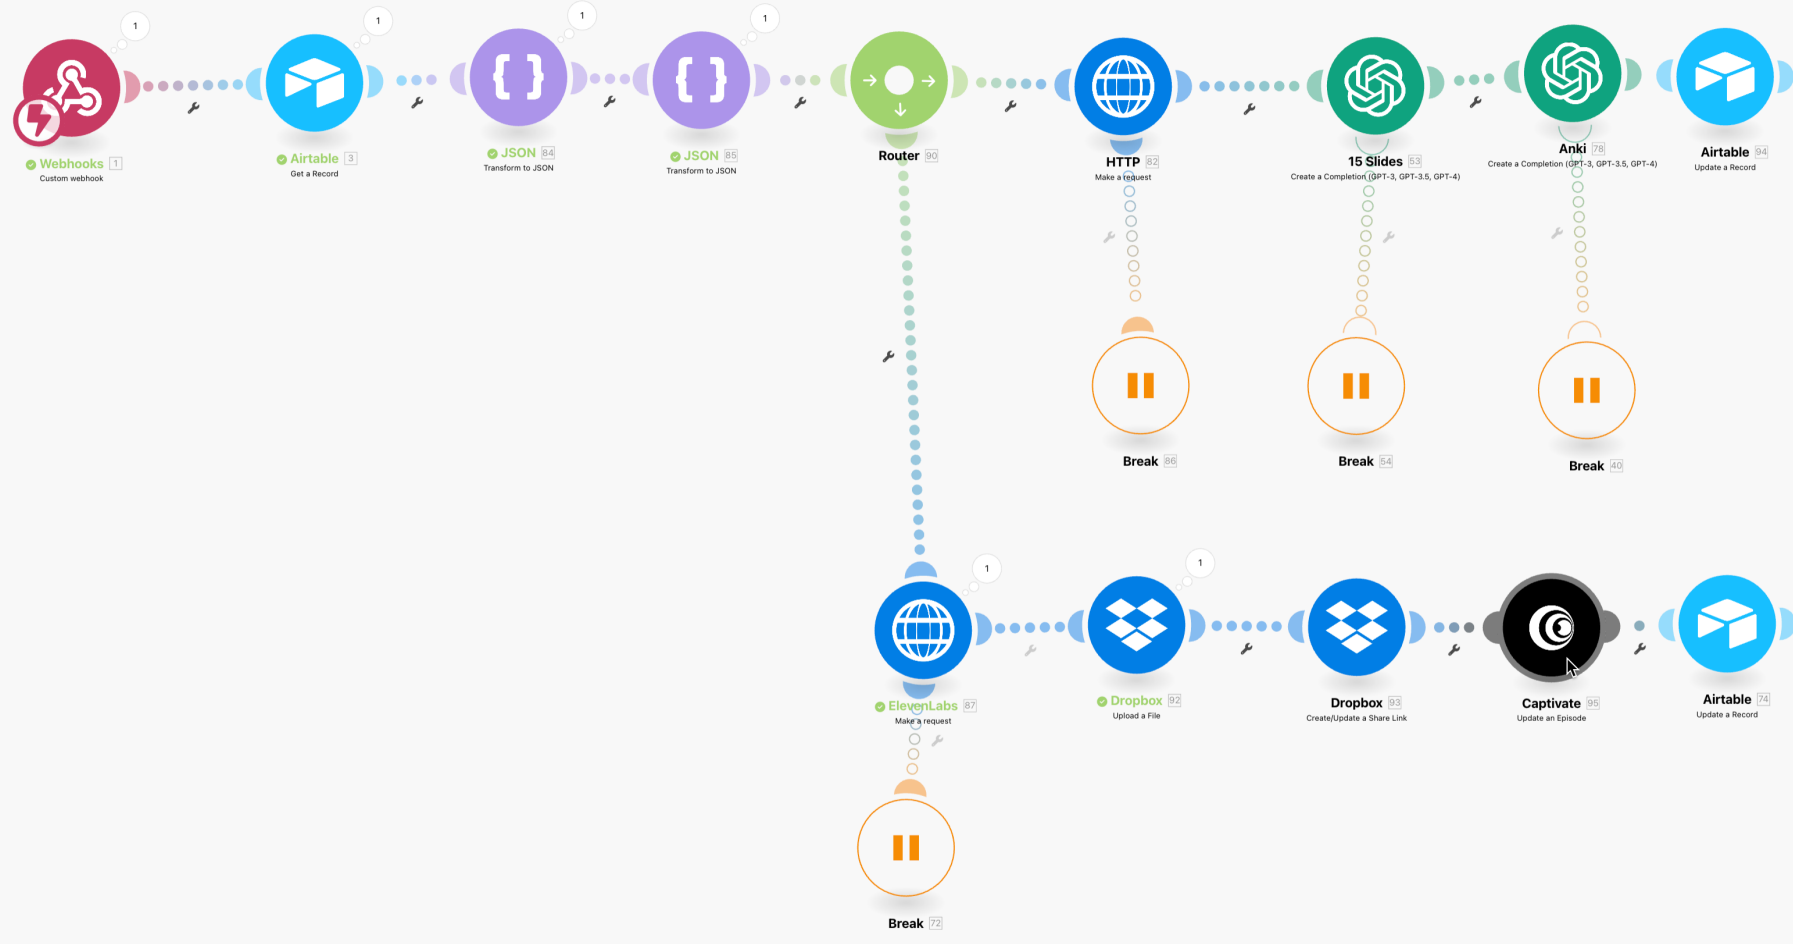 1
1
1
1
Webhooks 1
Custom webhook
Airtable 3
Get a Record
JSON 84
Transform to JSON
JSON 85
Transform to JSON
Router 90
HTTP 82
Make a request
15 Slides 53
Create a Completion (GPT-3, GPT-3.5, GPT-4)
Anki 78
Create a Completion (GPT-3, GPT-3.5, GPT-4)
Airtable 94
Update a Record
Break 86
Break 54
Break 40
1
1
ElevenLabs 87
Make a request
Dropbox 92
Upload a File
Dropbox 93
Create/Update a Share Link
Captivate 95
Update an Episode
Airtable 74
Update a Record
Break 72